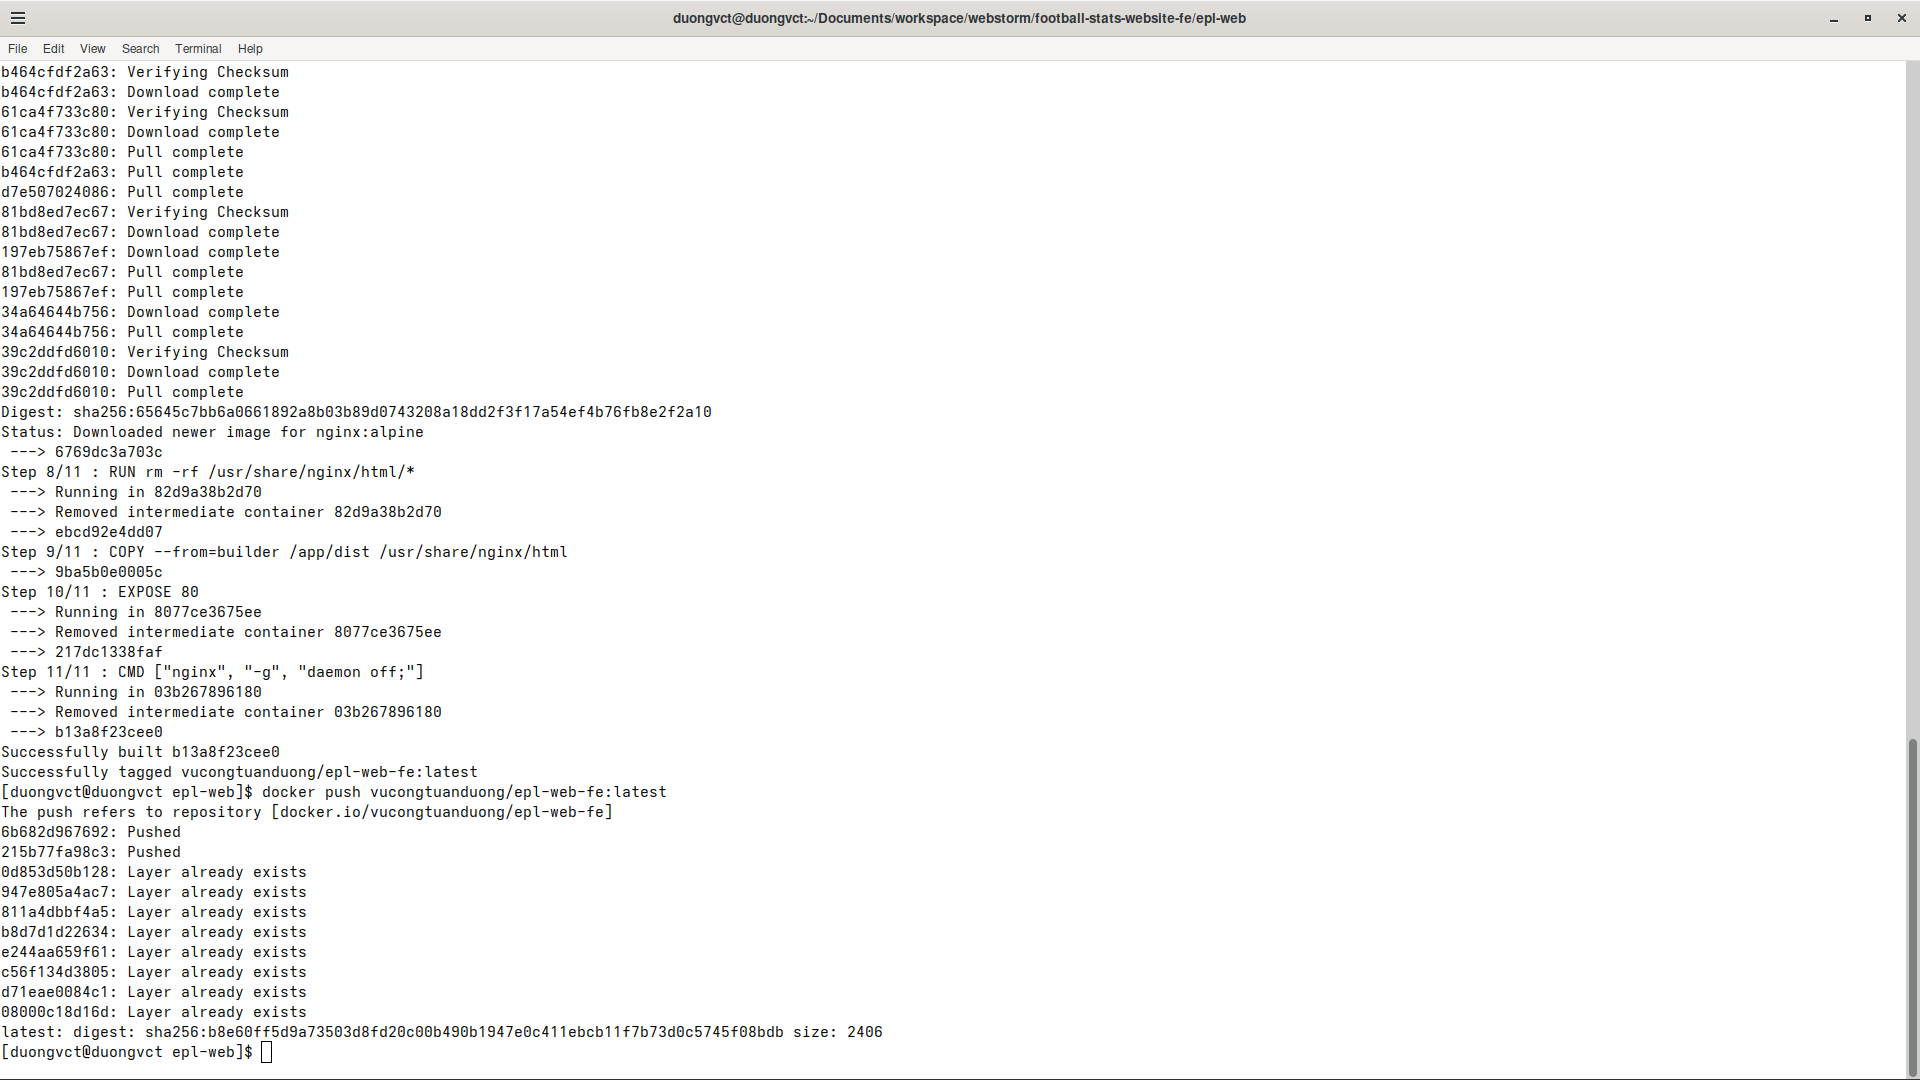 duongvct@duongvct:~/Documents/workspace/webstorm/football-stats-website-fe/epl-web
File Edit View Search Terminal Help
b464cfdf2a63: Verifying Checksum
b464cfdf2a63: Download complete
61ca4f733c80: Verifying Checksum
61ca4f733c80: Download complete
61ca4f733c80: Pull complete
b464cfdf2a63: Pull complete
d7e507024086: Pull complete
81bd8ed7ec67: Verifying Checksum
81bd8ed7ec67: Download complete
197eb75867ef: Download complete
81bd8ed7ec67: Pull complete
197eb75867ef: Pull complete
34a64644b756: Download complete
34a64644b756: Pull complete
39c2ddfd6010: Verifying Checksum
39c2ddfd6010: Download complete
39c2ddfd6010: Pull complete
Digest: sha256:65645c7bb6a0661892a8b03b89d0743208a18dd2f3f17a54ef4b76fb8e2f2a10
Status: Downloaded newer image for nginx:alpine
 ---> 6769dc3a703c
Step 8/11 : RUN rm -rf /usr/share/nginx/html/*
 ---> Running in 82d9a38b2d70
 ---> Removed intermediate container 82d9a38b2d70
 ---> ebcd92e4dd07
Step 9/11 : COPY --from=builder /app/dist /usr/share/nginx/html
 ---> 9ba5b0e0005c
Step 10/11 : EXPOSE 80
 ---> Running in 8077ce3675ee
 ---> Removed intermediate container 8077ce3675ee
 ---> 217dc1338faf
Step 11/11 : CMD ["nginx", "-g", "daemon off;"]
 ---> Running in 03b267896180
 ---> Removed intermediate container 03b267896180
 ---> b13a8f23cee0
Successfully built b13a8f23cee0
Successfully tagged vucongtuanduong/epl-web-fe:latest
[duongvct@duongvct epl-web]$ docker push vucongtuanduong/epl-web-fe:latest
The push refers to repository [docker.io/vucongtuanduong/epl-web-fe]
6b682d967692: Pushed
215b77fa98c3: Pushed
0d853d50b128: Layer already exists
947e805a4ac7: Layer already exists
811a4dbbf4a5: Layer already exists
b8d7d1d22634: Layer already exists
e244aa659f61: Layer already exists
c56f134d3805: Layer already exists
d71eae0084c1: Layer already exists
08000c18d16d: Layer already exists
latest: digest: sha256:b8e60ff5d9a73503d8fd20c00b490b1947e0c411ebcb11f7b73d0c5745f08bdb size: 2406
[duongvct@duongvct epl-web]$